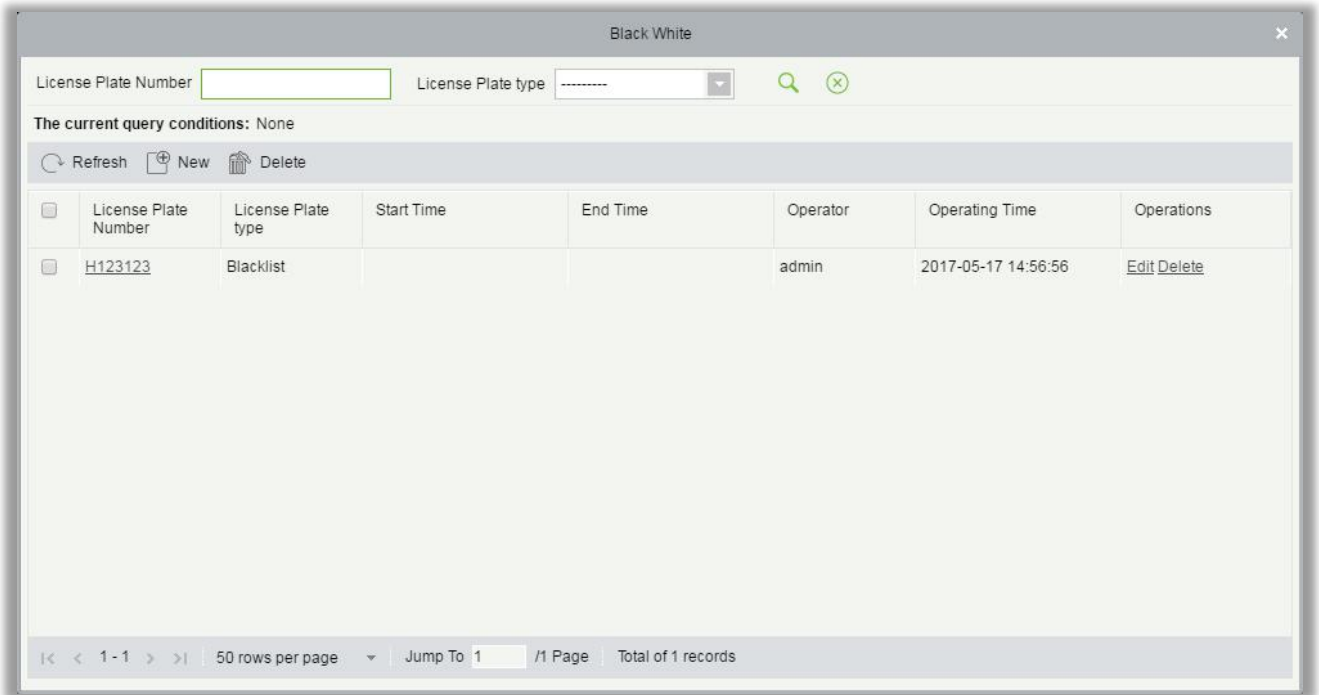 Black White
License Plate Number
License Plate type ---------
The current query conditions: None
Refresh New Delete
License Plate Number License Plate type Start Time End Time Operator Operating Time Operations
H123123 Blacklist admin 2017-05-17 14:56:56 Edit Delete
1 - 1 50 rows per page Jump To 1 /1 Page Total of 1 records